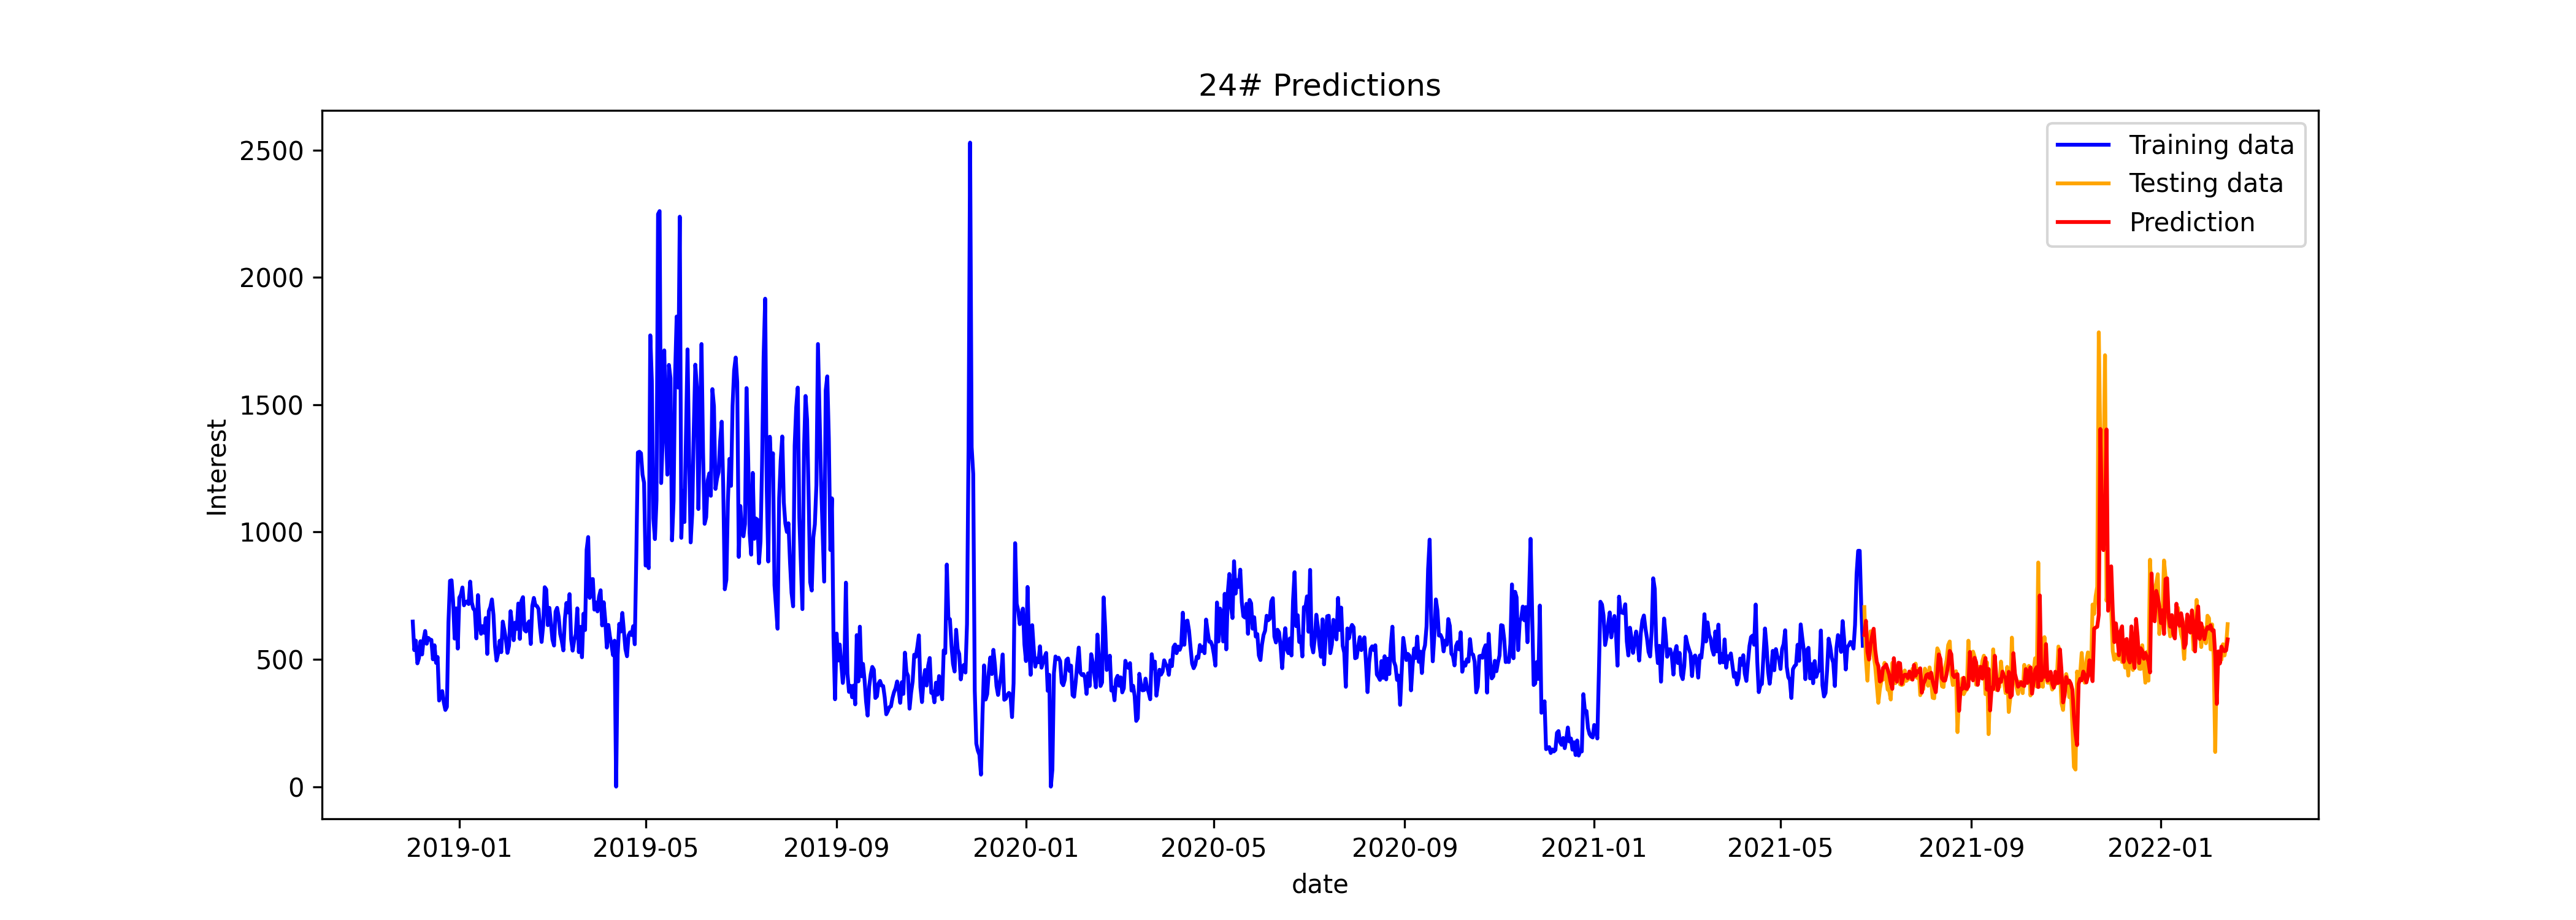 24# Predictions
Training data
Testing data
Prediction
2500
2000
1500
1000
500
0
Interest
2019-01 2019-05 2019-09 2020-01 2020-05 2020-09 2021-01 2021-05 2021-09 2022-01
date